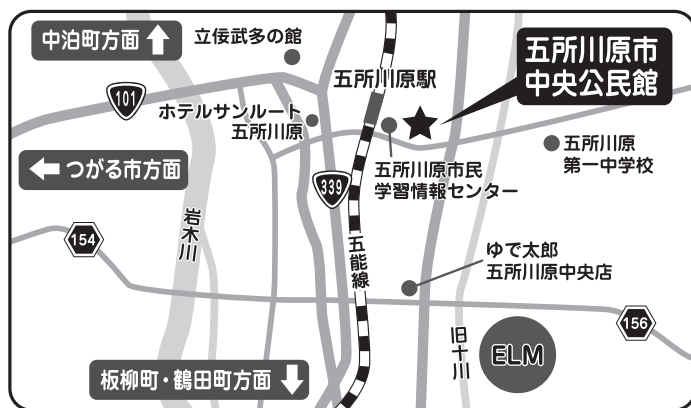 中泊町方面
立佞武多の館
五所川原市
中央公民館
五所川原駅
101
ホテルサンルート
五所川原
五所川原
第一中学校
つがる市方面
五所川原市民
学習情報センター
339
岩木川
154
五能線
ゆで太郎
五所川原中央店
156
旧十川
ELM
板柳町・鶴田町方面